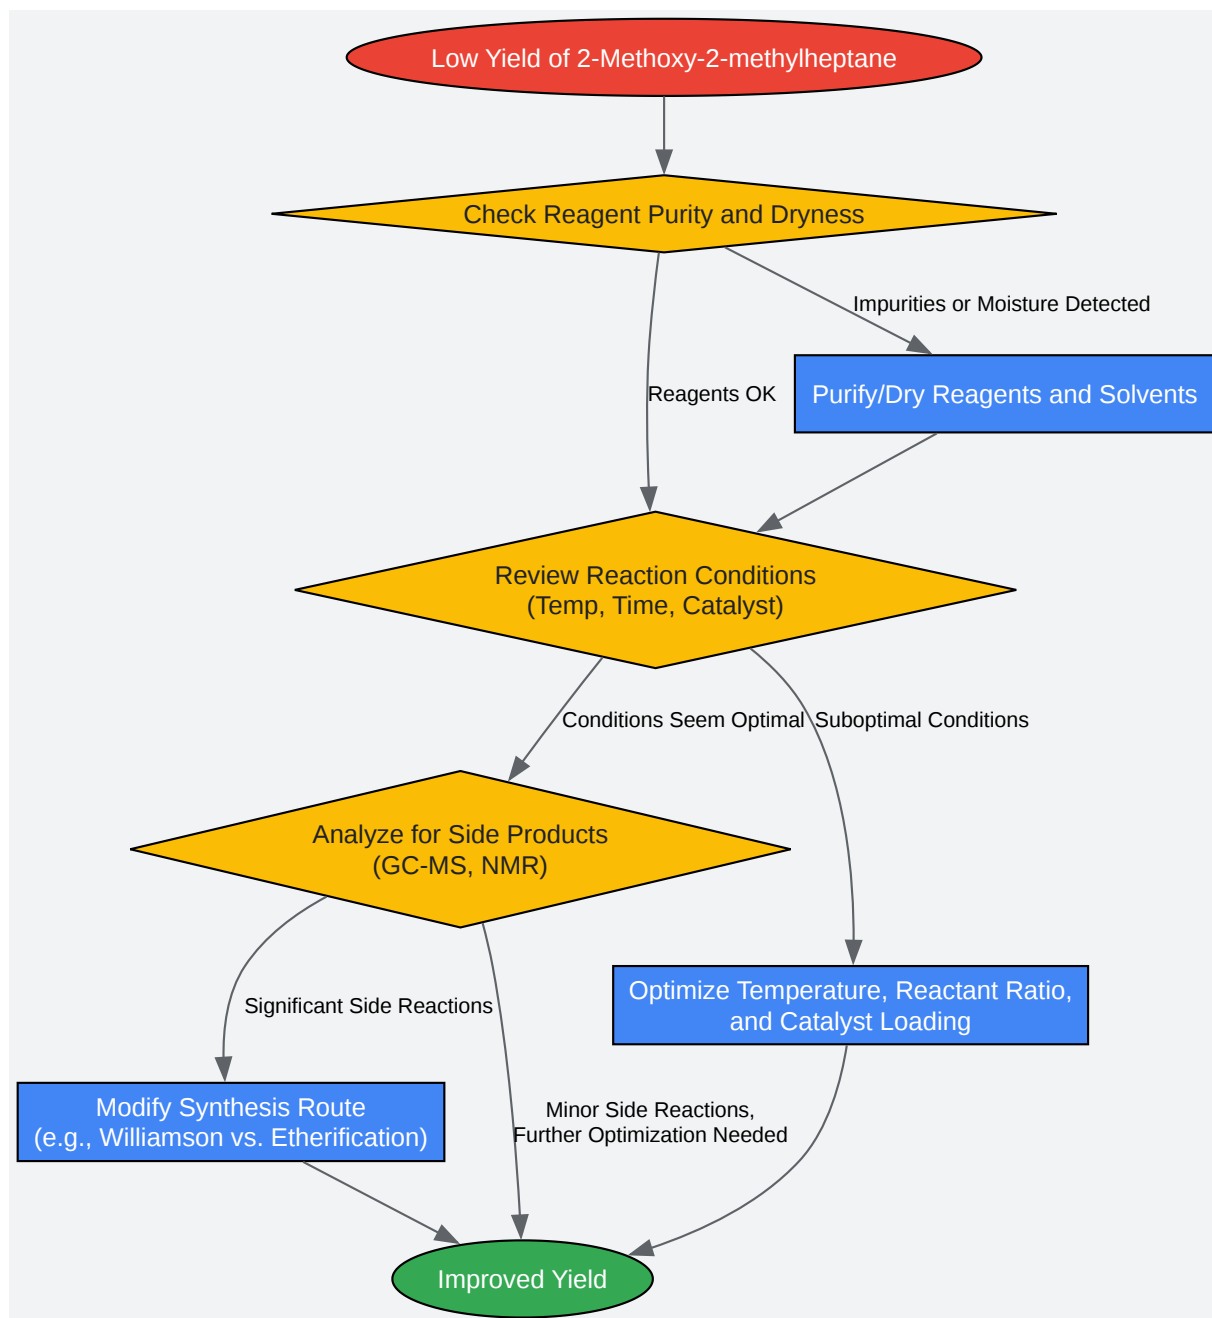 Low Yield of 2-Methoxy-2-methylheptane
Check Reagent Purity and Dryness
Impurities or Moisture Detected
Reagents OK
Purify/Dry Reagents and Solvents
Review Reaction Conditions
(Temp, Time, Catalyst)
Conditions Seem Optimal
Suboptimal Conditions
Analyze for Side Products
(GC-MS, NMR)
Significant Side Reactions
Optimize Temperature, Reactant Ratio,
and Catalyst Loading
Modify Synthesis Route
(e.g., Williamson vs. Etherification)
Minor Side Reactions,
Further Optimization Needed
Improved Yield